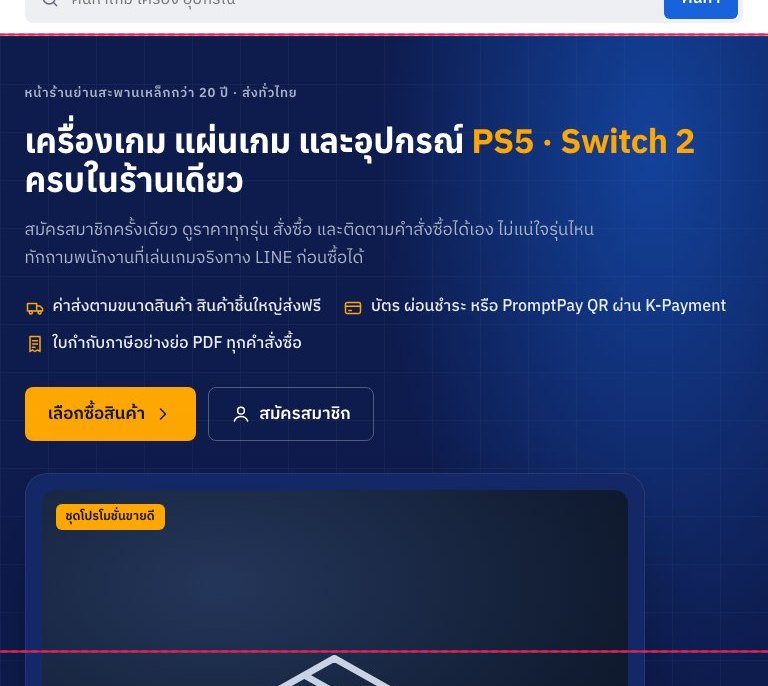 หน้าร้านย่านสะพานเหล็กกว่า 20 ปี · ส่งทั่วไทย
เครื่องเกม แผ่นเกม และอุปกรณ์ PS5 · Switch 2
ครบในร้านเดียว
สมัครสมาชิกครั้งเดียว ดูราคาทุกรุ่น สั่งซื้อ และติดตามคำสั่งซื้อได้เอง ไม่แน่ใจรุ่นไหน
ทักถามพนักงานที่เล่นเกมจริงทาง LINE ก่อนซื้อได้
ค่าส่งตามขนาดสินค้า สินค้าชิ้นใหญ่ส่งฟรี
บัตร ผ่อนชำระ หรือ PromptPay QR ผ่าน K-Payment
ใบกำกับภาษีอย่างย่อ PDF ทุกคำสั่งซื้อ
เลือกซื้อสินค้า
สมัครสมาชิก
ชุดโปรโมชั่นขายดี